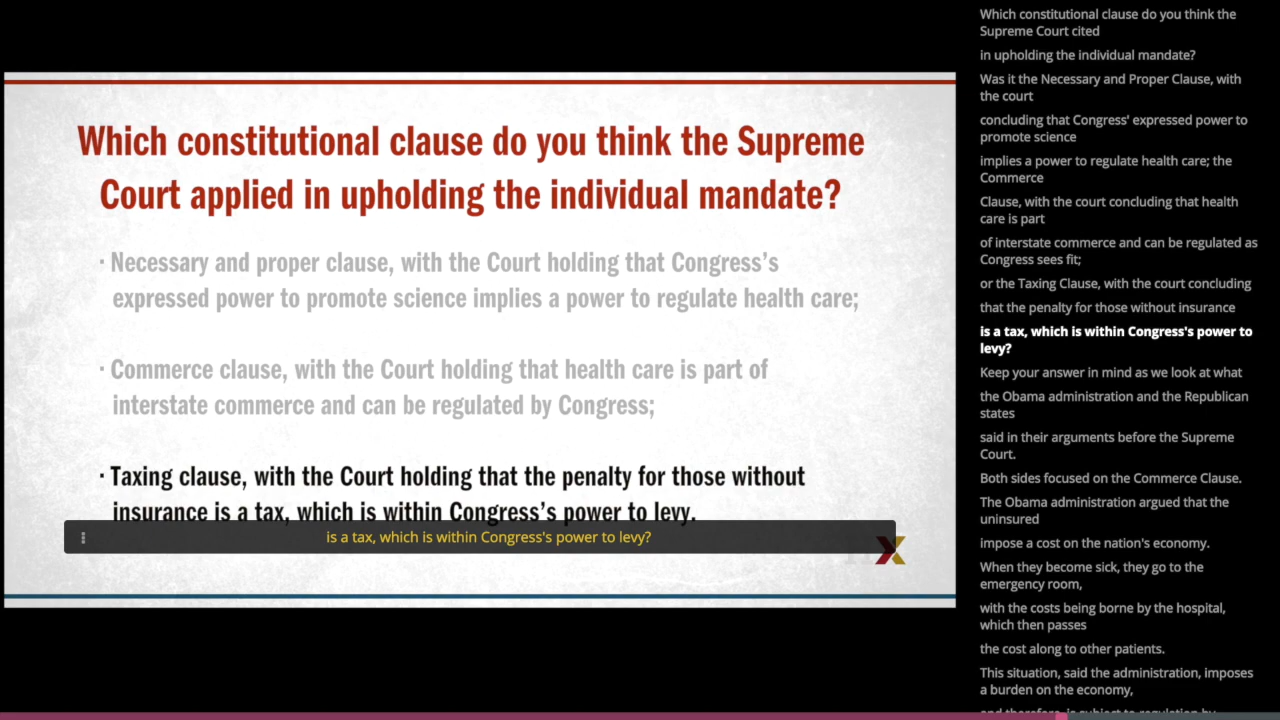 Which constitutional clause do you think the Supreme
Court applied in upholding the individual mandate?
· Necessary and proper clause, with the Court holding that Congress's
expressed power to promote science implies a power to regulate health care;
· Commerce clause, with the Court holding that health care is part of
interstate commerce and can be regulated by Congress;
· Taxing clause, with the Court holding that the penalty for those without
insurance is a tax, which is within Congress's power to levy.
is a tax, which is within Congress's power to levy?
X
Which constitutional clause do you think the
Supreme Court cited
in upholding the individual mandate?
Was it the Necessary and Proper Clause, with
the court
concluding that Congress' expressed power to
promote science
implies a power to regulate health care; the
Commerce
Clause, with the court concluding that health
care is part
of interstate commerce and can be regulated as
Congress sees fit;
or the Taxing Clause, with the court concluding
that the penalty for those without insurance
is a tax, which is within Congress's power to
levy?
Keep your answer in mind as we look at what
the Obama administration and the Republican
states
said in their arguments before the Supreme
Court.
Both sides focused on the Commerce Clause.
The Obama administration argued that the
uninsured
impose a cost on the nation's economy.
When they become sick, they go to the
emergency room,
with the costs being borne by the hospital,
which then passes
the cost along to other patients.
This situation, said the administration, imposes
a burden on the economy,
and therefore, is subject to regulation by